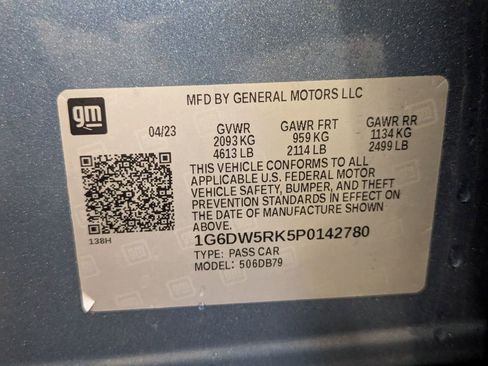 MFD BY GENERAL MOTORS LLC
gm
04/23 GVWR GAWR FRT GAWR RR
2093 KG 959 KG 1134 KG
4613 LB 2114 LB 2499 LB
THIS VEHICLE CONFORMS TO ALL
APPLICABLE U.S. FEDERAL MOTOR
VEHICLE SAFETY, BUMPER, AND THEFT
PREVENTION STANDARDS IN EFFECT ON
THE DATE OF MANUFACTURE SHOWN
ABOVE.
138H
1G6DW5RK5P0142780
TYPE: PASS CAR
MODEL: 506DB79